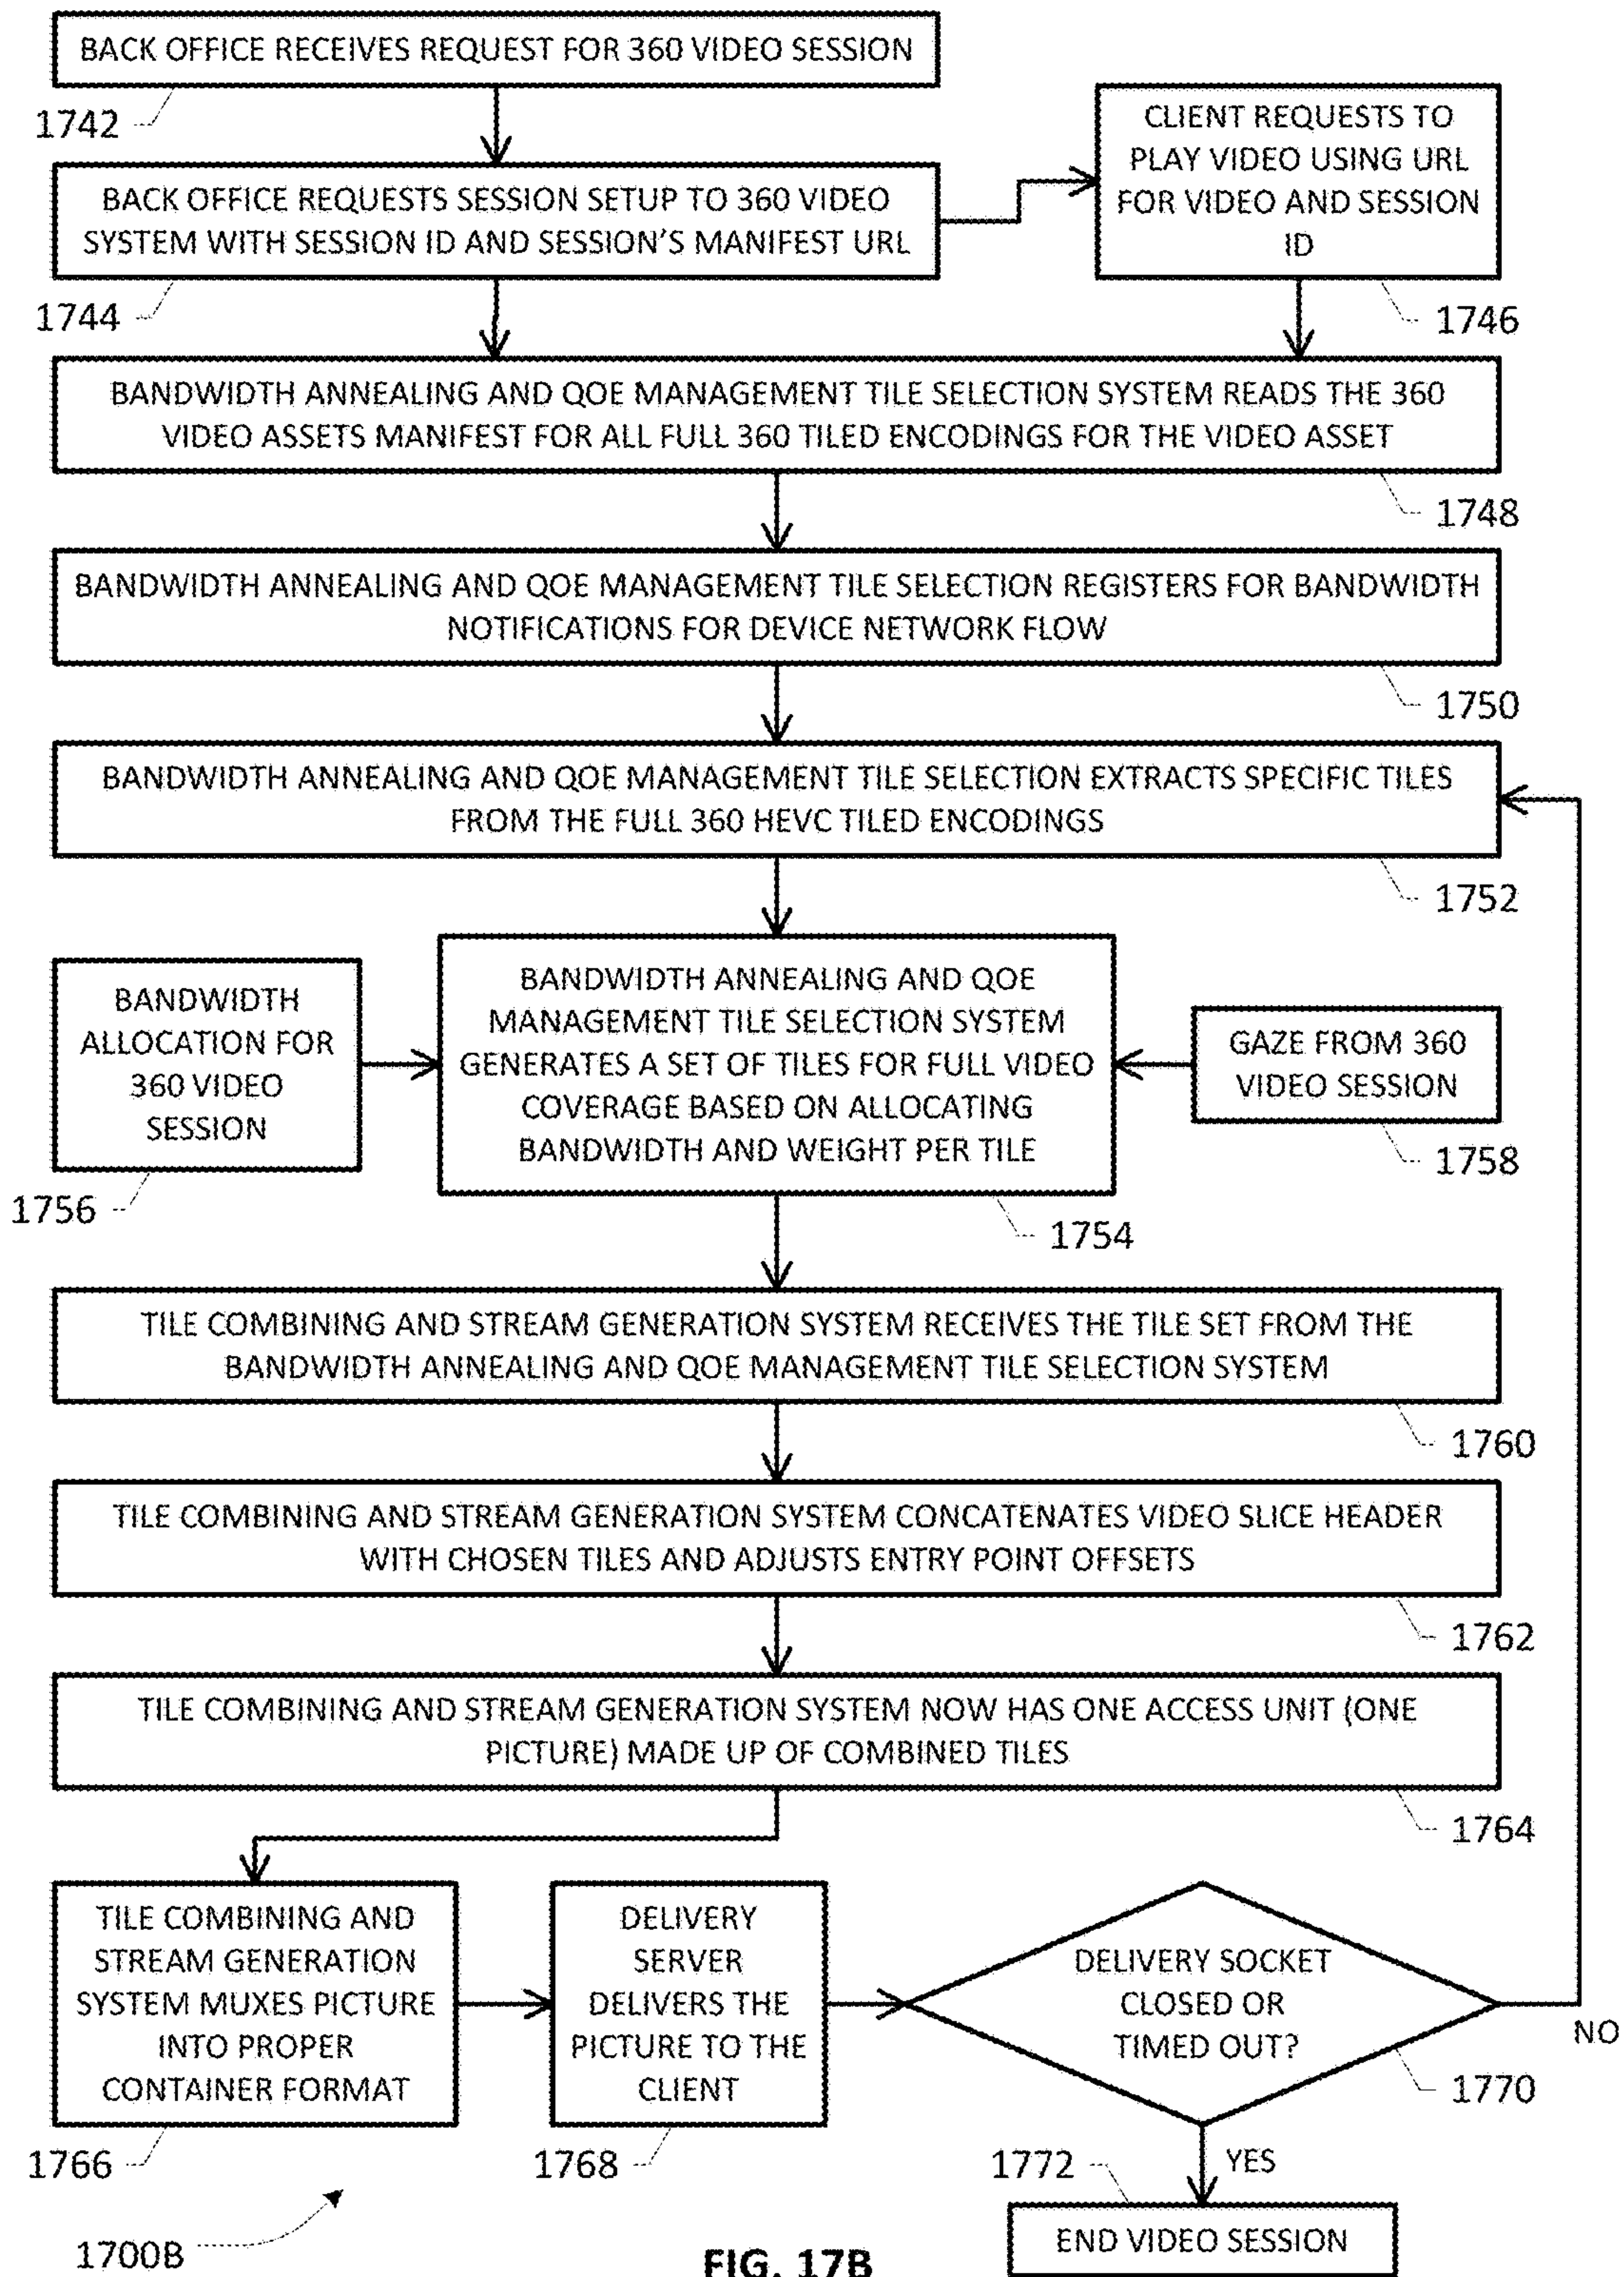 BACK OFFICE RECEIVES REQUEST FOR 360 VIDEO SESSION
1742
BACK OFFICE REQUESTS SESSION SETUP TO 360 VIDEO
SYSTEM WITH SESSION ID AND SESSION'S MANIFEST URL
1744
CLIENT REQUESTS TO
PLAY VIDEO USING URL
FOR VIDEO AND SESSION
ID
1746
BANDWIDTH ANNEALING AND QOE MANAGEMENT TILE SELECTION SYSTEM READS THE 360
VIDEO ASSETS MANIFEST FOR ALL FULL 360 TILED ENCODINGS FOR THE VIDEO ASSET
1748
BANDWIDTH ANNEALING AND QOE MANAGEMENT TILE SELECTION REGISTERS FOR BANDWIDTH
NOTIFICATIONS FOR DEVICE NETWORK FLOW
1750
BANDWIDTH ANNEALING AND QOE MANAGEMENT TILE SELECTION EXTRACTS SPECIFIC TILES
FROM THE FULL 360 HEVC TILED ENCODINGS
1752
BANDWIDTH
ALLOCATION FOR
360 VIDEO
SESSION
1756
BANDWIDTH ANNEALING AND QOE
MANAGEMENT TILE SELECTION SYSTEM
GENERATES A SET OF TILES FOR FULL VIDEO
COVERAGE BASED ON ALLOCATING
BANDWIDTH AND WEIGHT PER TILE
1754
GAZE FROM 360
VIDEO SESSION
1758
TILE COMBINING AND STREAM GENERATION SYSTEM RECEIVES THE TILE SET FROM THE
BANDWIDTH ANNEALING AND QOE MANAGEMENT TILE SELECTION SYSTEM
1760
TILE COMBINING AND STREAM GENERATION SYSTEM CONCATENATES VIDEO SLICE HEADER
WITH CHOSEN TILES AND ADJUSTS ENTRY POINT OFFSETS
1762
TILE COMBINING AND STREAM GENERATION SYSTEM NOW HAS ONE ACCESS UNIT (ONE
PICTURE) MADE UP OF COMBINED TILES
1764
TILE COMBINING AND
STREAM GENERATION
SYSTEM MUXES PICTURE
INTO PROPER
CONTAINER FORMAT
1766
DELIVERY
SERVER
DELIVERS THE
PICTURE TO THE
CLIENT
1768
DELIVERY SOCKET
CLOSED OR
TIMED OUT?
1770
NO
YES
1772
END VIDEO SESSION
1700B
FIG. 17B